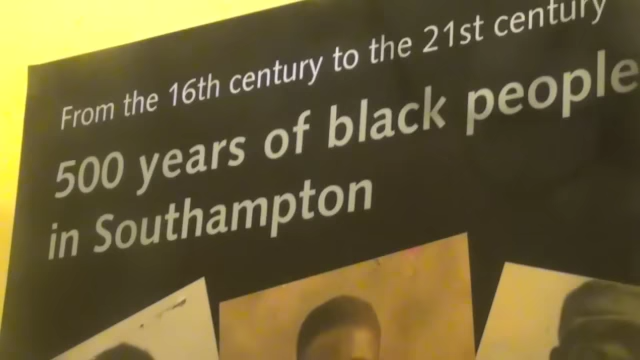 From the 16th century to the 21st century
500 years of black people
in Southampton